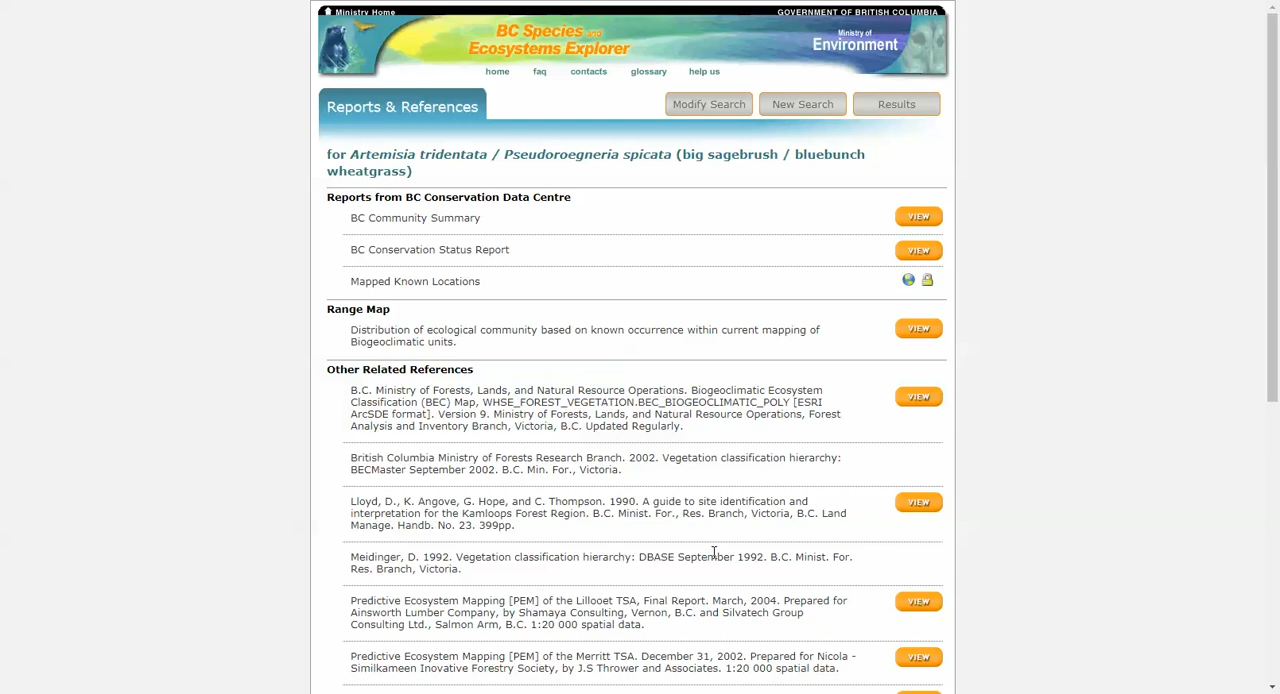 Ministry Home
GOVERNMENT OF BRITISH COLUMBIA
BC Species and
Ecosystems Explorer
Ministry of
Environment
home faq contacts glossary help us
Reports & References
Modify Search New Search Results
for Artemisia tridentata / Pseudoroegneria spicata (big sagebrush / bluebunch
wheatgrass)
Reports from BC Conservation Data Centre
BC Community Summary VIEW
BC Conservation Status Report VIEW
Mapped Known Locations
Range Map
Distribution of ecological community based on known occurrence within current mapping of VIEW
Biogeoclimatic units.
Other Related References
B.C. Ministry of Forests, Lands, and Natural Resource Operations. Biogeoclimatic Ecosystem VIEW
Classification (BEC) Map, WHSE_FOREST_VEGETATION.BEC_BIOGEOCLIMATIC_POLY [ESRI
ArcSDE format]. Version 9. Ministry of Forests, Lands, and Natural Resource Operations, Forest
Analysis and Inventory Branch, Victoria, B.C. Updated Regularly.
British Columbia Ministry of Forests Research Branch. 2002. Vegetation classification hierarchy:
BECMaster September 2002. B.C. Min. For., Victoria.
Lloyd, D., K. Angove, G. Hope, and C. Thompson. 1990. A guide to site identification and VIEW
interpretation for the Kamloops Forest Region. B.C. Minist. For., Res. Branch, Victoria, B.C. Land
Manage. Handb. No. 23. 399pp.
Meidinger, D. 1992. Vegetation classification hierarchy: DBASE September 1992. B.C. Minist. For.
Res. Branch, Victoria.
Predictive Ecosystem Mapping [PEM] of the Lillooet TSA, Final Report. March, 2004. Prepared for VIEW
Ainsworth Lumber Company, by Shamaya Consulting, Vernon, B.C. and Silvatech Group
Consulting Ltd., Salmon Arm, B.C. 1:20 000 spatial data.
Predictive Ecosystem Mapping [PEM] of the Merritt TSA. December 31, 2002. Prepared for Nicola - VIEW
Similkameen Inovative Forestry Society, by J.S Thrower and Associates. 1:20 000 spatial data.